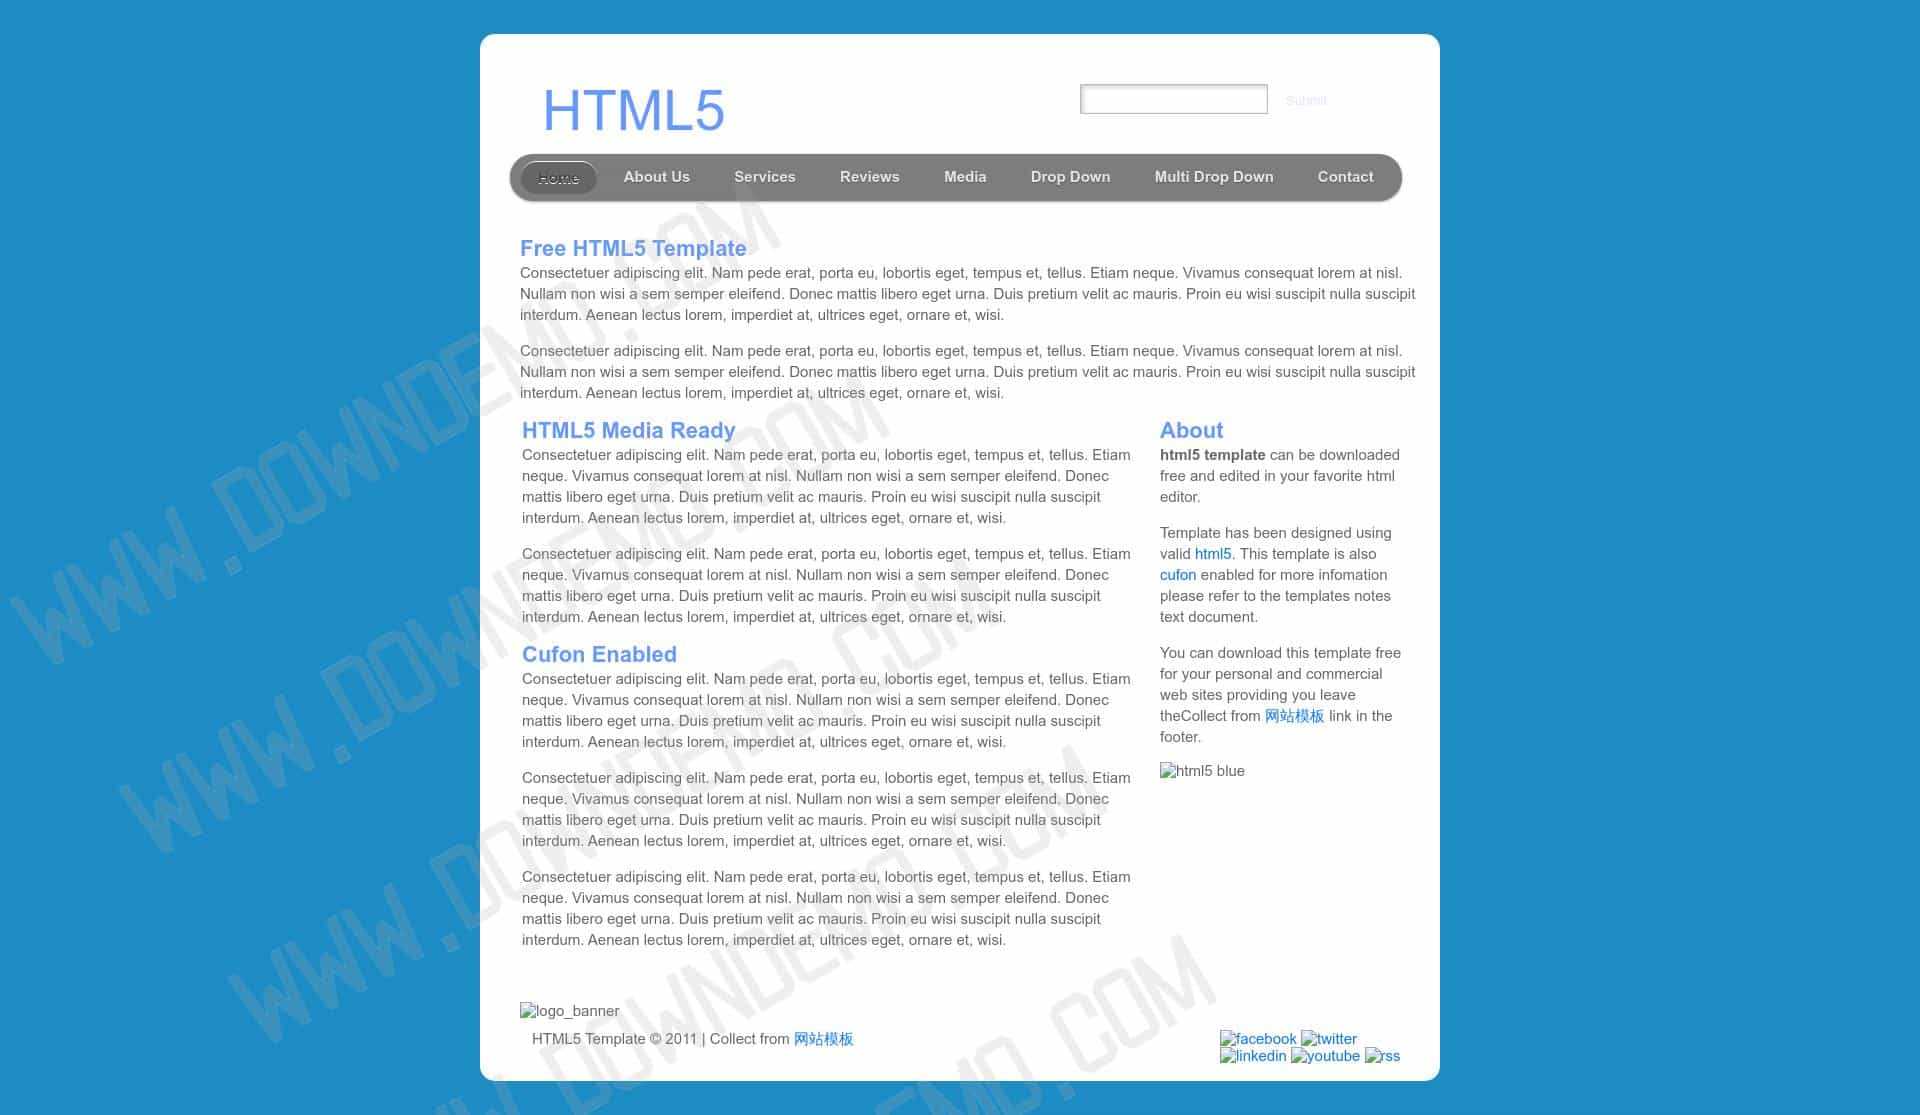 HTML5
Submit
Home About Us Services Reviews Media Drop Down Multi Drop Down Contact
Free HTML5 Template
Consectetuer adipiscing elit. Nam pede erat, porta eu, lobortis eget, tempus et, tellus. Etiam neque. Vivamus consequat lorem at nisl.
Nullam non wisi a sem semper eleifend. Donec mattis libero eget urna. Duis pretium velit ac mauris. Proin eu wisi suscipit nulla suscipit
interdum. Aenean lectus lorem, imperdiet at, ultrices eget, ornare et, wisi.
Consectetuer adipiscing elit. Nam pede erat, porta eu, lobortis eget, tempus et, tellus. Etiam neque. Vivamus consequat lorem at nisl.
Nullam non wisi a sem semper eleifend. Donec mattis libero eget urna. Duis pretium velit ac mauris. Proin eu wisi suscipit nulla suscipit
interdum. Aenean lectus lorem, imperdiet at, ultrices eget, ornare et, wisi.
HTML5 Media Ready
Consectetuer adipiscing elit. Nam pede erat, porta eu, lobortis eget, tempus et, tellus. Etiam
neque. Vivamus consequat lorem at nisl. Nullam non wisi a sem semper eleifend. Donec
mattis libero eget urna. Duis pretium velit ac mauris. Proin eu wisi suscipit nulla suscipit
interdum. Aenean lectus lorem, imperdiet at, ultrices eget, ornare et, wisi.
Consectetuer adipiscing elit. Nam pede erat, porta eu, lobortis eget, tempus et, tellus. Etiam
neque. Vivamus consequat lorem at nisl. Nullam non wisi a sem semper eleifend. Donec
mattis libero eget urna. Duis pretium velit ac mauris. Proin eu wisi suscipit nulla suscipit
interdum. Aenean lectus lorem, imperdiet at, ultrices eget, ornare et, wisi.
Cufon Enabled
Consectetuer adipiscing elit. Nam pede erat, porta eu, lobortis eget, tempus et, tellus. Etiam
neque. Vivamus consequat lorem at nisl. Nullam non wisi a sem semper eleifend. Donec
mattis libero eget urna. Duis pretium velit ac mauris. Proin eu wisi suscipit nulla suscipit
interdum. Aenean lectus lorem, imperdiet at, ultrices eget, ornare et, wisi.
Consectetuer adipiscing elit. Nam pede erat, porta eu, lobortis eget, tempus et, tellus. Etiam
neque. Vivamus consequat lorem at nisl. Nullam non wisi a sem semper eleifend. Donec
mattis libero eget urna. Duis pretium velit ac mauris. Proin eu wisi suscipit nulla suscipit
interdum. Aenean lectus lorem, imperdiet at, ultrices eget, ornare et, wisi.
Consectetuer adipiscing elit. Nam pede erat, porta eu, lobortis eget, tempus et, tellus. Etiam
neque. Vivamus consequat lorem at nisl. Nullam non wisi a sem semper eleifend. Donec
mattis libero eget urna. Duis pretium velit ac mauris. Proin eu wisi suscipit nulla suscipit
interdum. Aenean lectus lorem, imperdiet at, ultrices eget, ornare et, wisi.
About
html5 template can be downloaded
free and edited in your favorite html
editor.
Template has been designed using
valid html5. This template is also
cufon enabled for more infomation
please refer to the templates notes
text document.
You can download this template free
for your personal and commercial
web sites providing you leave
theCollect from 网站模板 link in the
footer.
html5 blue
logo_banner
HTML5 Template © 2011 | Collect from 网站模板
facebook twitter
linkedin youtube rss
WWW.DOWNDEMO.COM
WWW.DOWNDEMO.COM
WWW.DOWNDEMO.COM
WWW.DOWNDEMO.COM
DEMO.COM